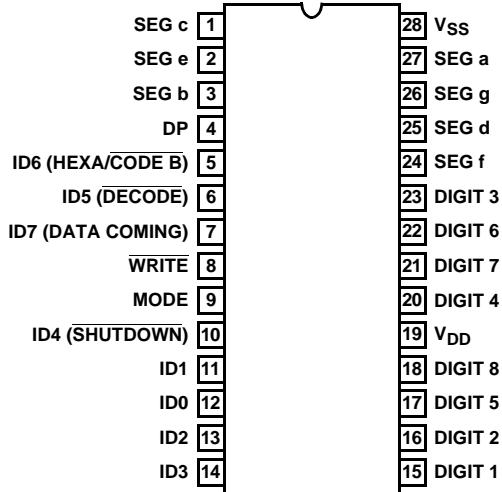 SEG c 1 28 VSS
SEG e 2 27 SEG a
SEG b 3 26 SEG g
DP 4 25 SEG d
ID6 (HEXA/CODE B) 5 24 SEG f
ID5 (DECODE) 6 23 DIGIT 3
ID7 (DATA COMING) 7 22 DIGIT 6
WRITE 8 21 DIGIT 7
MODE 9 20 DIGIT 4
ID4 (SHUTDOWN) 10 19 VDD
ID1 11 18 DIGIT 8
ID0 12 17 DIGIT 5
ID2 13 16 DIGIT 2
ID3 14 15 DIGIT 1